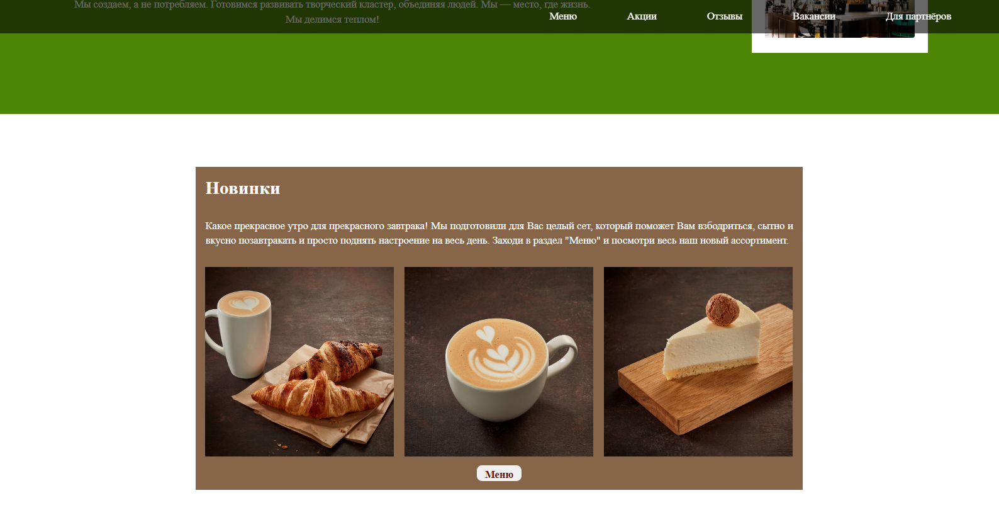 Мы создаем, а не потребляем. Готовимся развивать творческий кластер, объединяя людей. Мы — место, где жизнь.
Мы делимся теплом!
Меню Акции Отзывы Вакансии Для партнёров
Новинки
Какое прекрасное утро для прекрасного завтрака! Мы подготовили для Вас целый сет, который поможет Вам взбодриться, сытно и
вкусно позавтракать и просто поднять настроение на весь день. Заходи в раздел "Меню" и посмотри весь наш новый ассортимент.
Меню